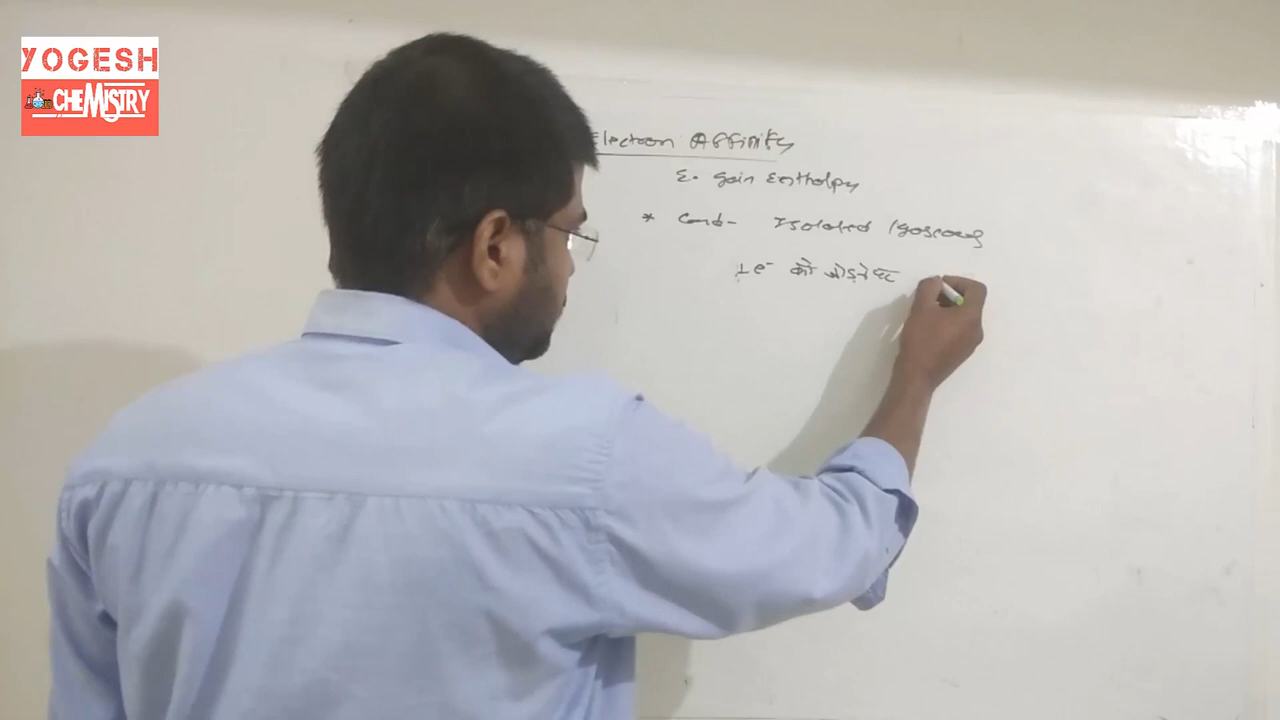 YOGESH
CHEMISTRY
Electron Affinity
E. Gain Enthalpy
* Cond- Isolated gaseous
1e⁻ को जोड़ने पर